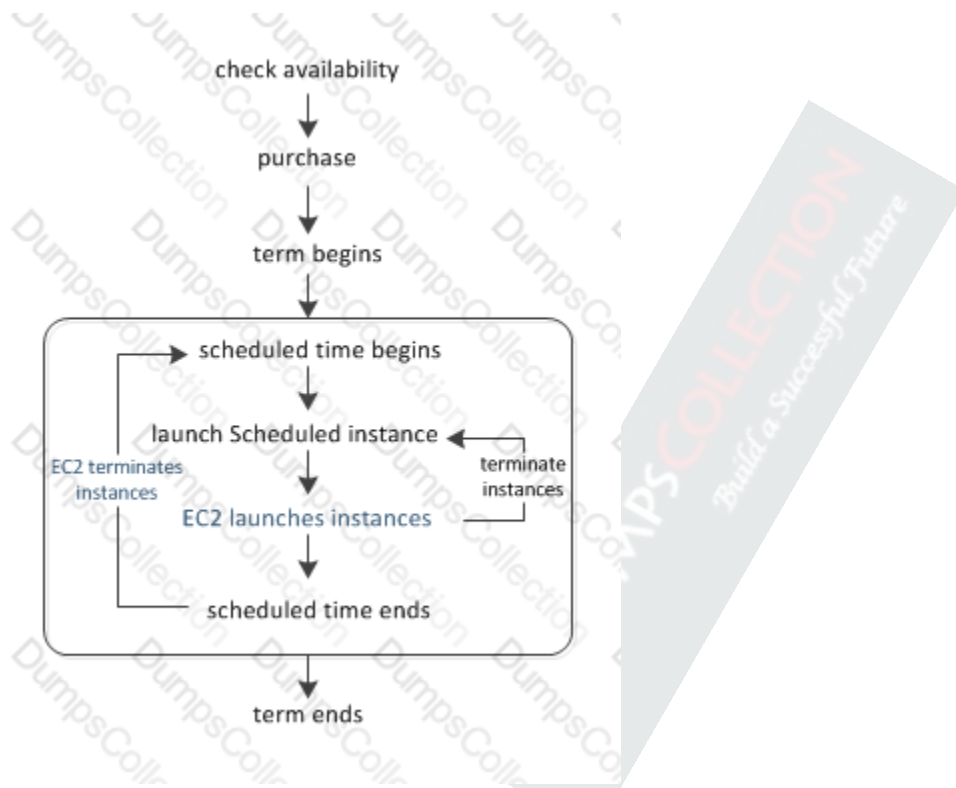 check availability
purchase
term begins
scheduled time begins
launch Scheduled instance
EC2 terminates
instances
terminate
instances
EC2 launches instances
scheduled time ends
term ends
DumpsCollection
MPSCOLLECTION
Build a Successful Future